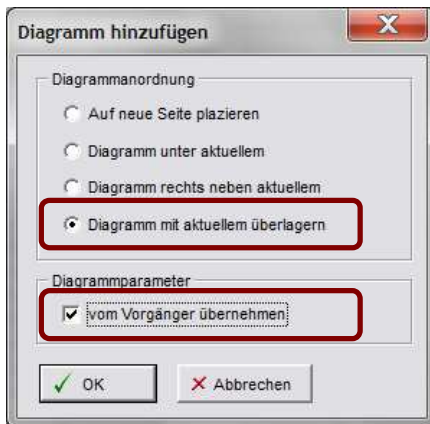 Diagramm hinzufügen
Diagrammanordnung
Auf neue Seite plazieren
Diagramm unter aktuellem
Diagramm rechts neben aktuellem
Diagramm mit aktuellem überlagern
Diagrammparameter
vom Vorgänger übernehmen
OK
Abbrechen